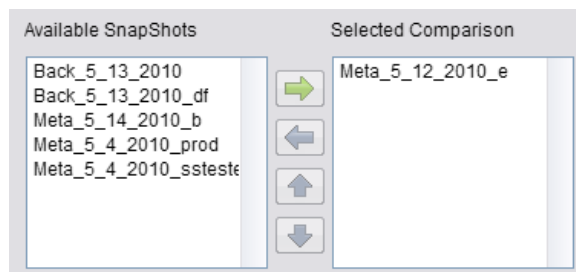 Available SnapShots
Back_5_13_2010
Back_5_13_2010_df
Meta_5_14_2010_b
Meta_5_4_2010_prod
Meta_5_4_2010_ssteste
Selected Comparison
Meta_5_12_2010_e